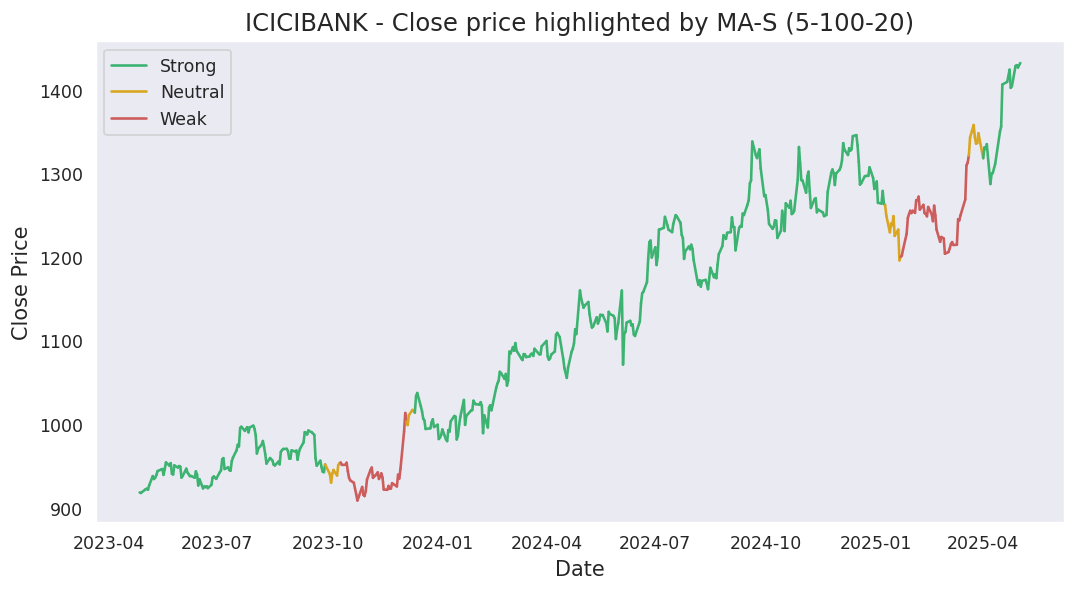 ICICIBANK - Close price highlighted by MA-S (5-100-20)
Strong
Neutral
Weak
Close Price
1400
1300
1200
1100
1000
900
2023-04 2023-07 2023-10 2024-01 2024-04 2024-07 2024-10 2025-01 2025-04
Date